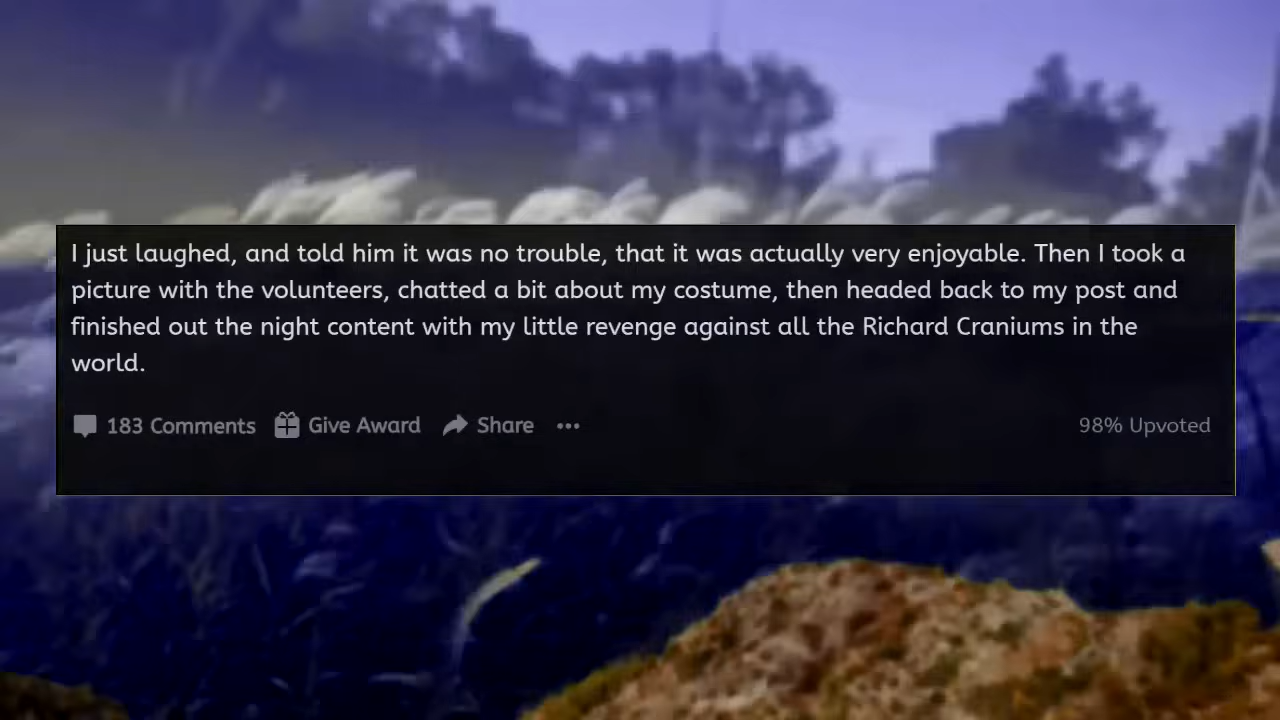 I just laughed, and told him it was no trouble, that it was actually very enjoyable. Then I took a
picture with the volunteers, chatted a bit about my costume, then headed back to my post and
finished out the night content with my little revenge against all the Richard Craniums in the
world.
183 Comments Give Award Share ••• 98% Upvoted